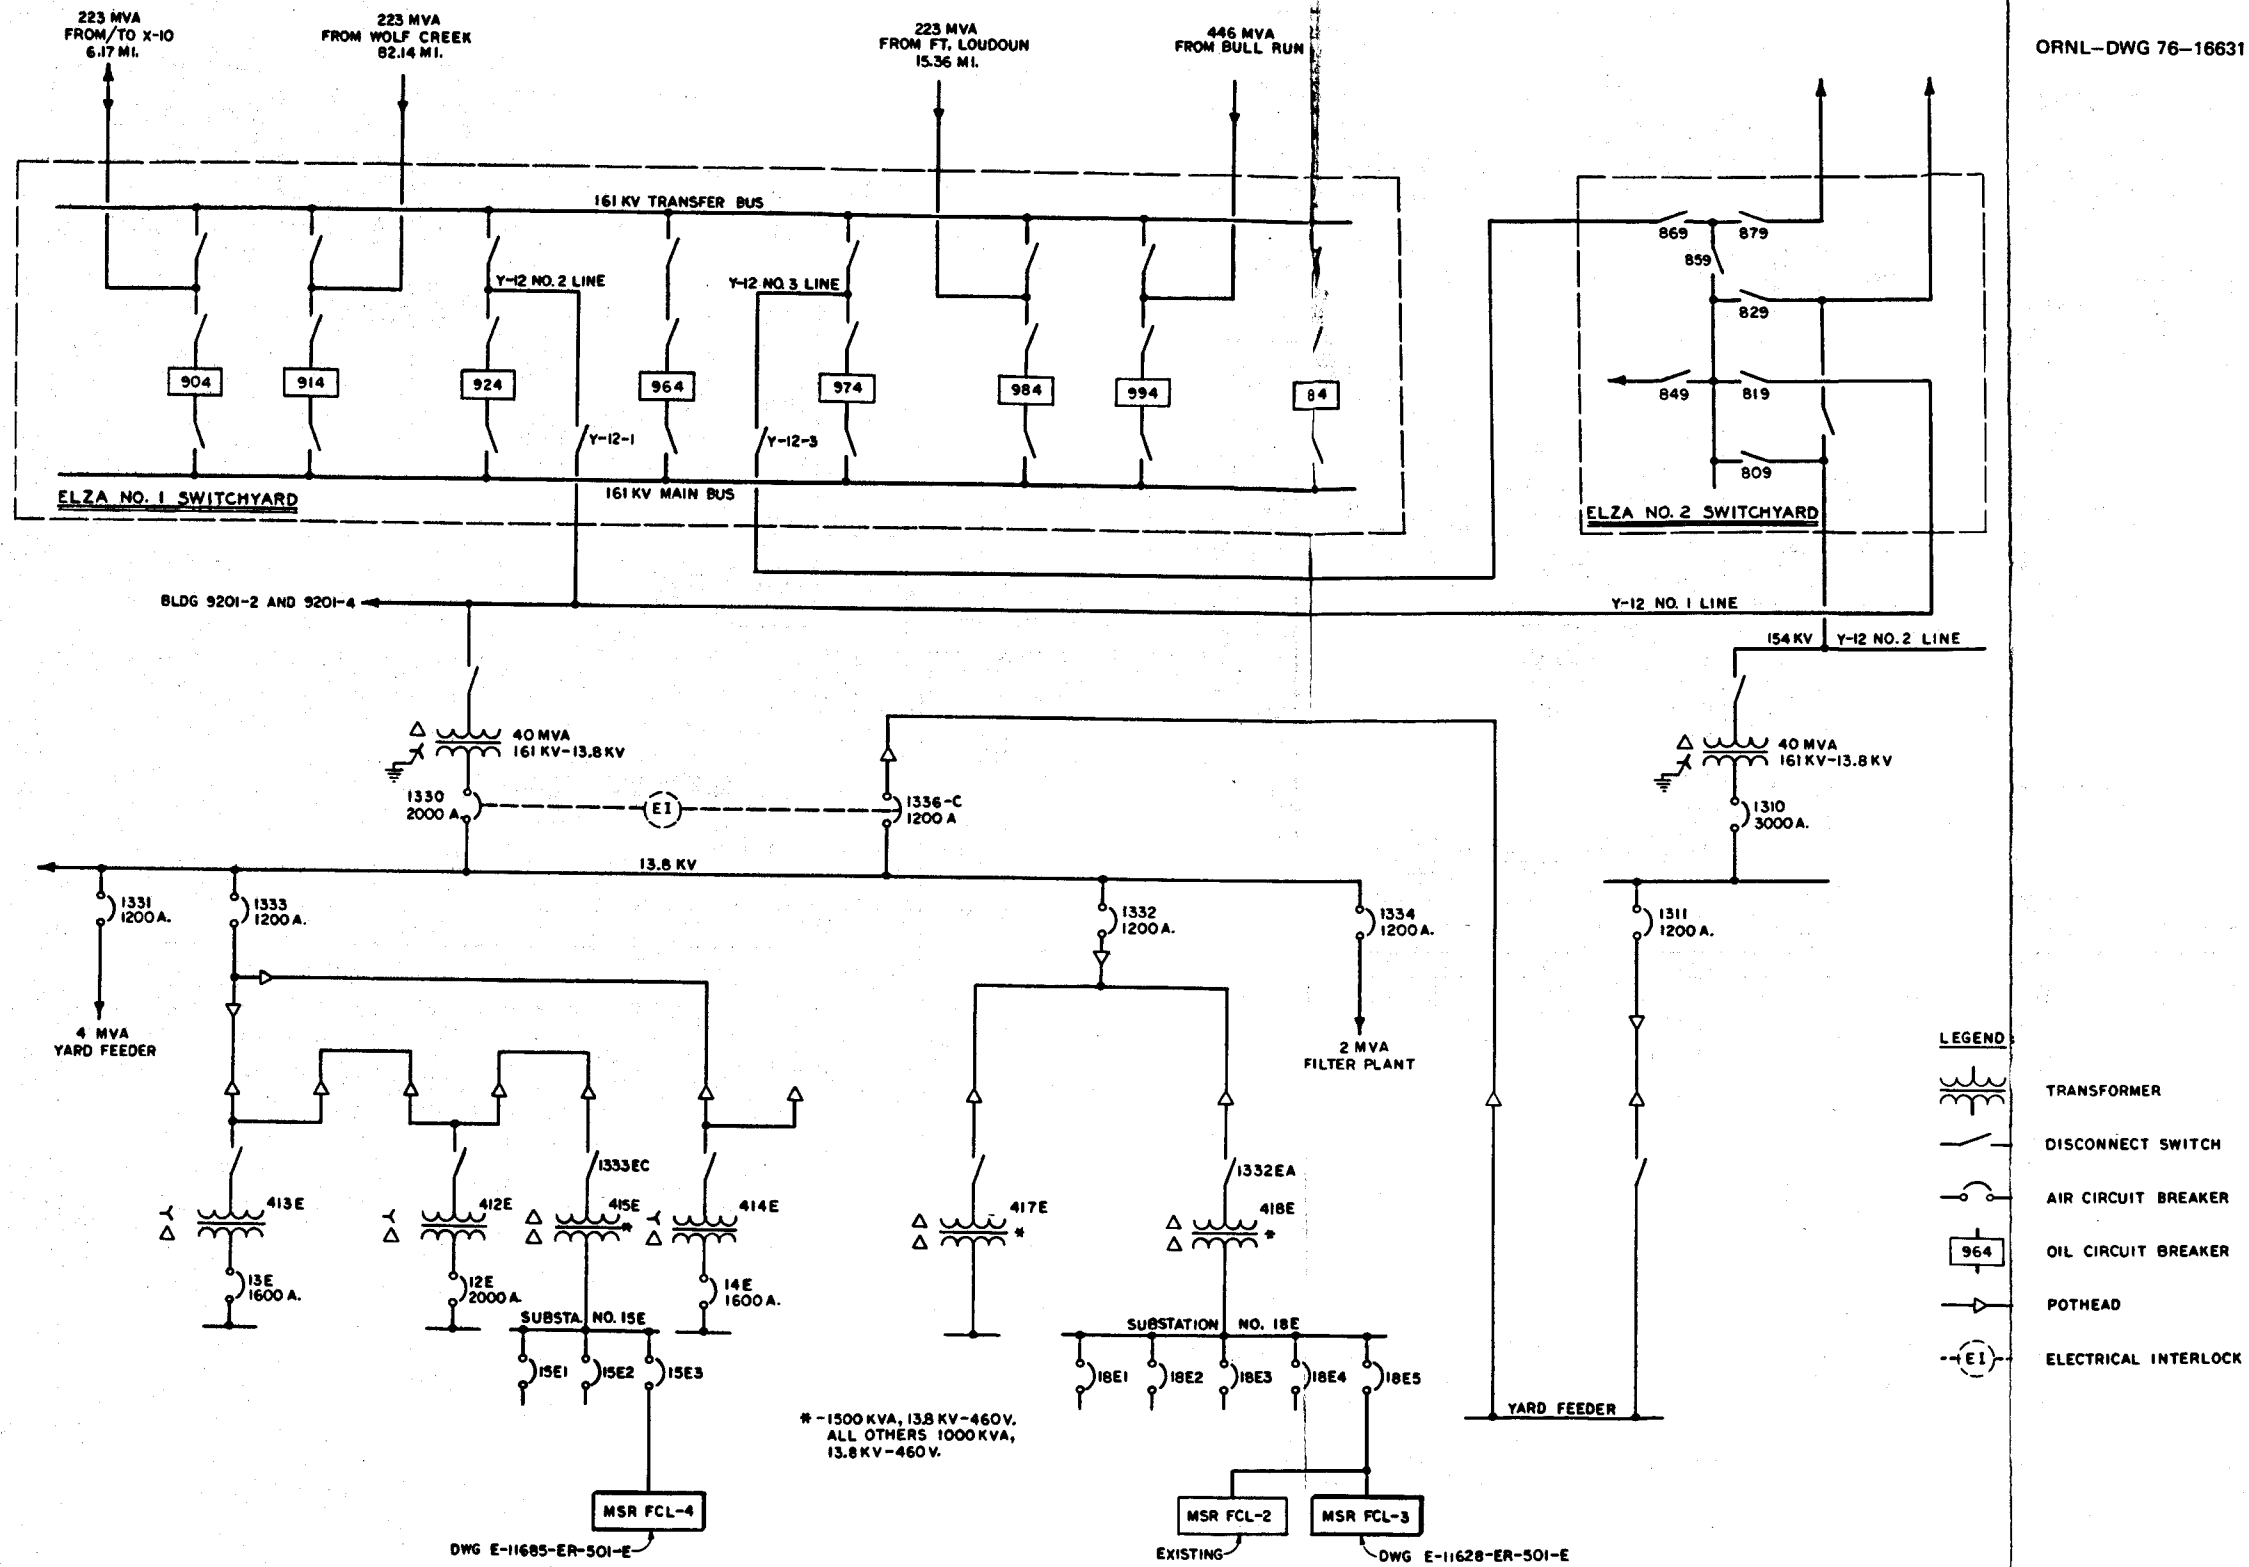 223 MVA
FROM/TO X-10
6.17 MI.
223 MVA
FROM WOLF CREEK
82.14 MI.
223 MVA
FROM FT. LOUDOUN
15.36 MI.
446 MVA
FROM BULL RUN
ORNL-DWG 76-16631
161 KV TRANSFER BUS
Y-12 NO. 2 LINE
Y-12 NO. 3 LINE
904
914
924
964
974
984
994
84
Y-12-1
Y-12-3
161 KV MAIN BUS
ELZA NO. 1 SWITCHYARD
869
879
859
829
849
819
809
ELZA NO. 2 SWITCHYARD
BLDG 9201-2 AND 9201-4
Y-12 NO. 1 LINE
154 KV
Y-12 NO. 2 LINE
40 MVA
161 KV-13.8 KV
1330
2000 A.
EI
1336-C
1200 A
40 MVA
161 KV-13.8 KV
1310
3000 A.
13.8 KV
1331
1200 A.
1333
1200 A.
1332
1200 A.
1334
1200 A.
1311
1200 A.
4 MVA
YARD FEEDER
2 MVA
FILTER PLANT
1333EC
1332EA
413E
412E
415E
*
414E
417E
*
418E
*
13E
1600 A.
12E
2000 A.
14E
1600 A.
SUBSTA. NO. 15E
15E1
15E2
15E3
SUBSTATION NO. 18E
18E1
18E2
18E3
18E4
18E5
YARD FEEDER
* -1500 KVA, 13.8 KV-460 V.
ALL OTHERS 1000 KVA,
13.8 KV-460 V.
MSR FCL-4
DWG E-11685-ER-501-E
MSR FCL-2
EXISTING
MSR FCL-3
DWG E-11628-ER-501-E
LEGEND
TRANSFORMER
DISCONNECT SWITCH
AIR CIRCUIT BREAKER
964
OIL CIRCUIT BREAKER
POTHEAD
EI
ELECTRICAL INTERLOCK